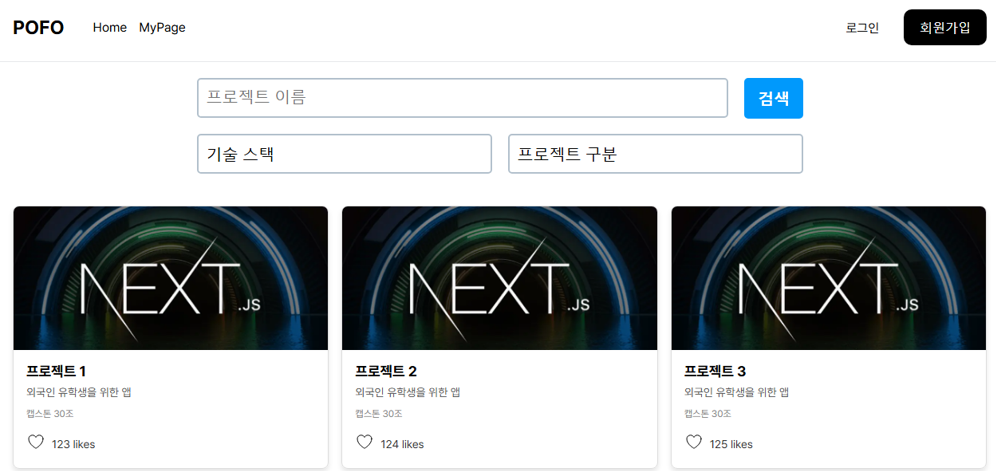 POFO Home MyPage 로그인 회원가입
프로젝트 이름 검색
기술 스택 프로젝트 구분
NEXT.JS NEXT.JS NEXT.JS
프로젝트 1
외국인 유학생을 위한 앱
캡스톤 30조
123 likes
프로젝트 2
외국인 유학생을 위한 앱
캡스톤 30조
124 likes
프로젝트 3
외국인 유학생을 위한 앱
캡스톤 30조
125 likes